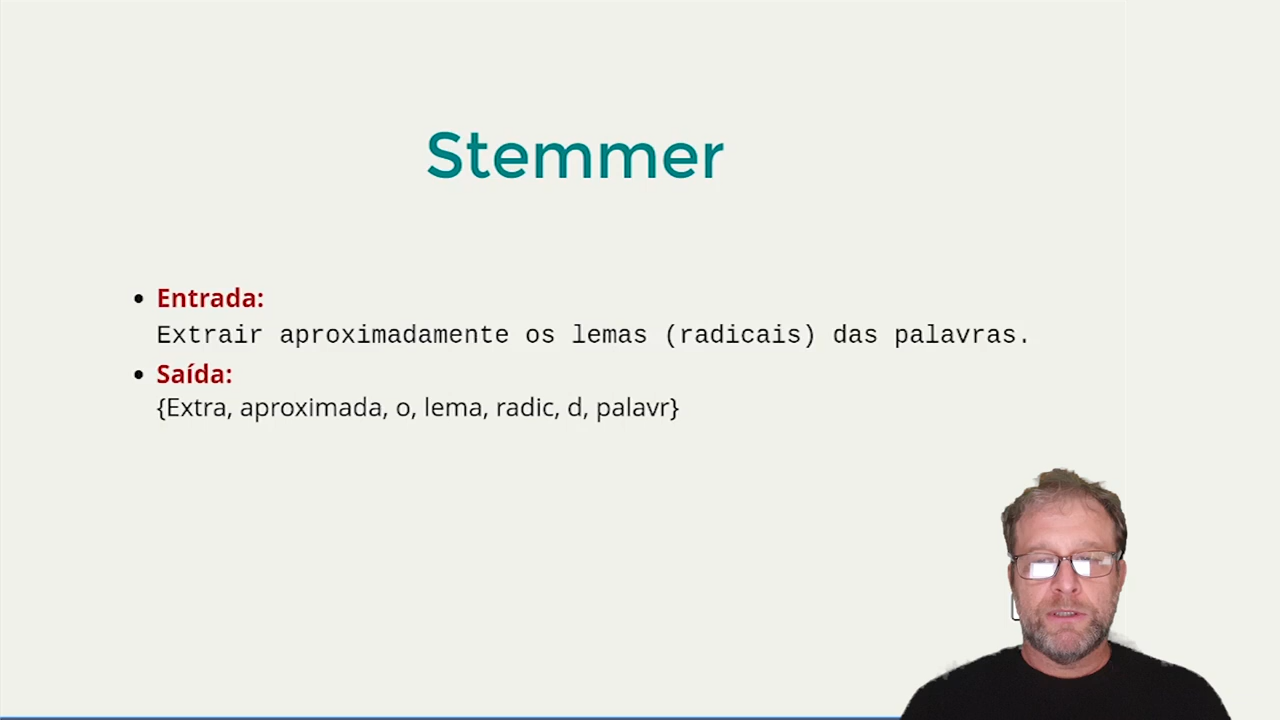 Stemmer
Entrada:
Extrair aproximadamente os lemas (radicais) das palavras.
Saída:
{Extra, aproximada, o, lema, radic, d, palavr}